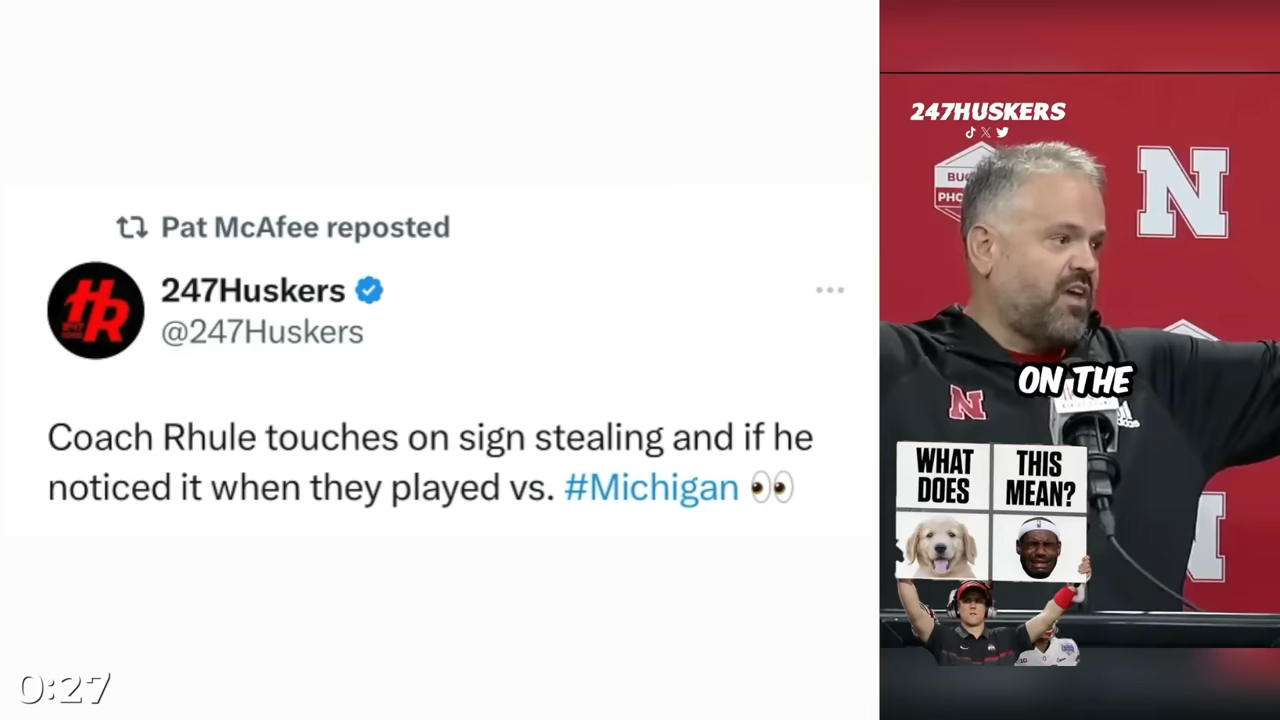 Pat McAfee reposted
247Huskers
@247Huskers
Coach Rhule touches on sign stealing and if he
noticed it when they played vs. #Michigan 👀
0:27
247HUSKERS
N
ON THE
N
adidas
WHAT
DOES
THIS
MEAN?